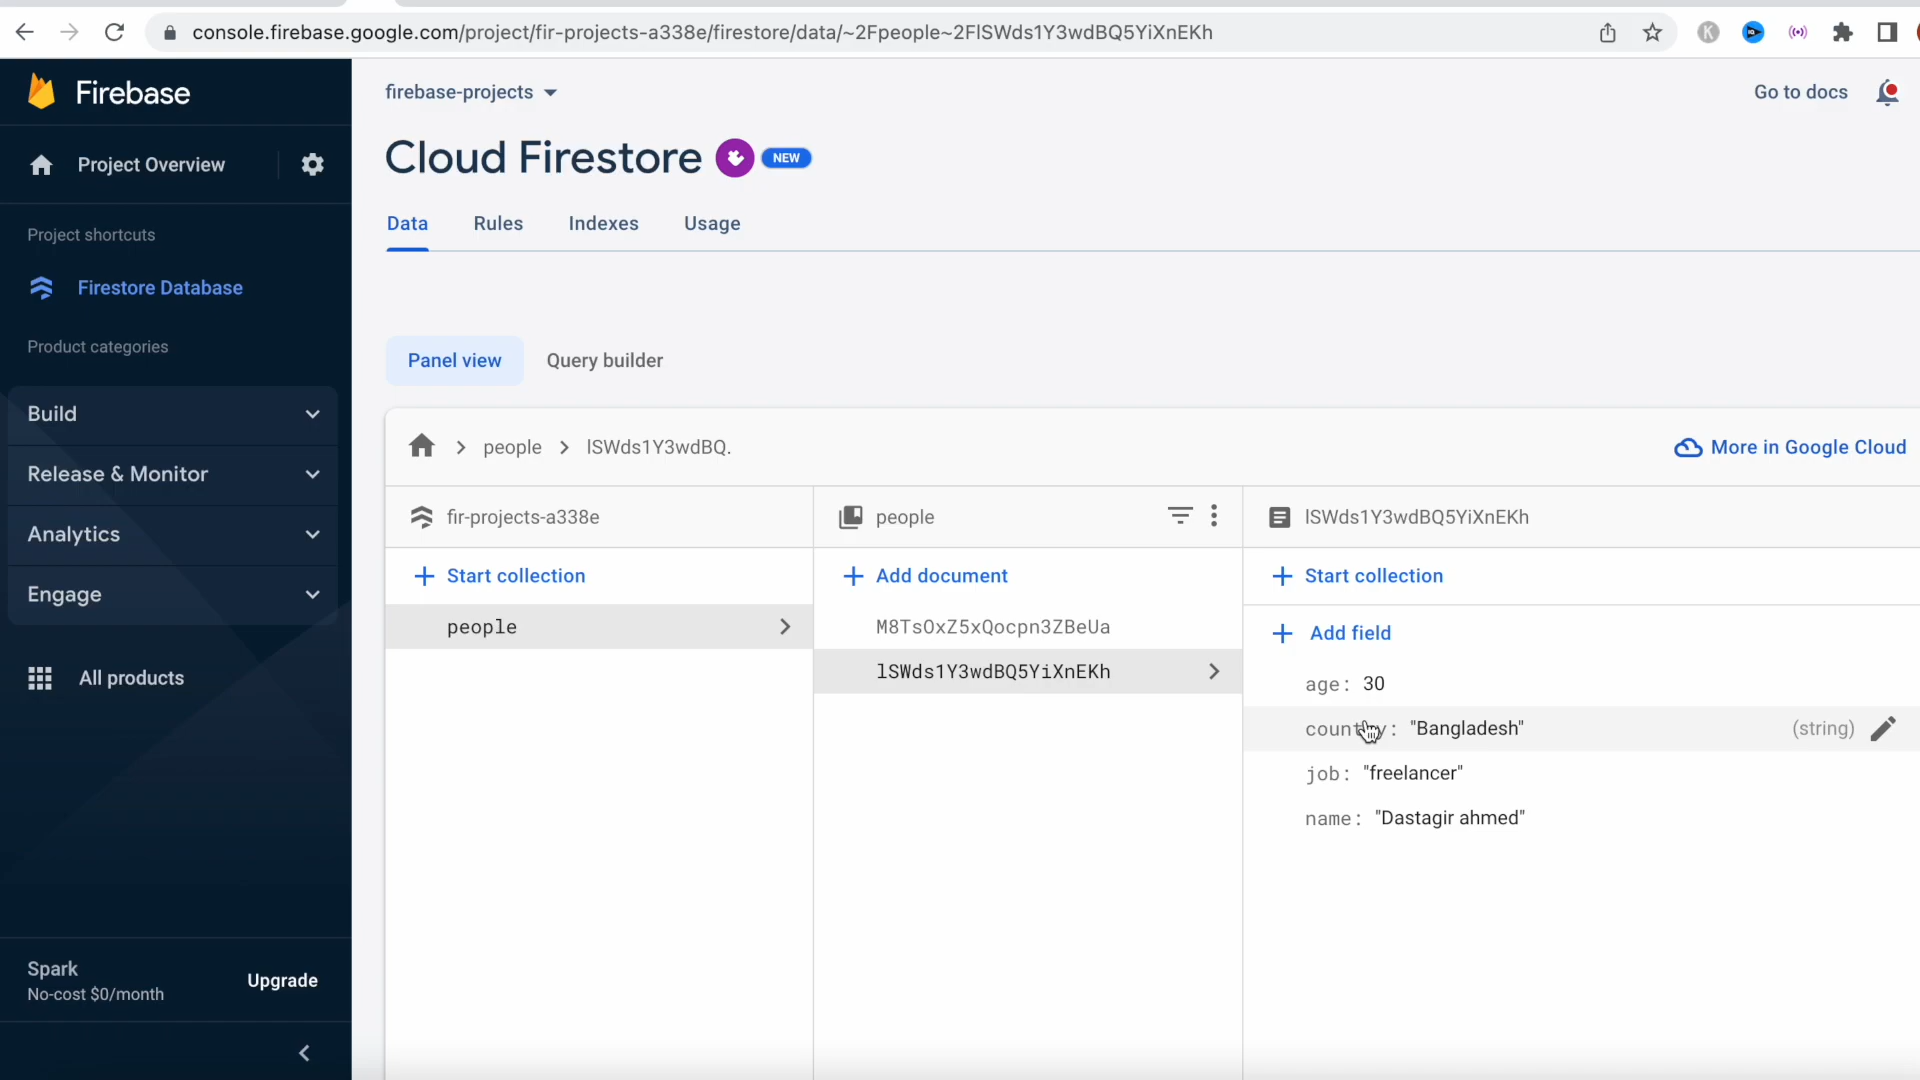 console.firebase.google.com/project/fir-projects-a338e/firestore/data/~2Fpeople~2FlSWds1Y3wdBQ5YiXnEKh
K
Firebase
firebase-projects
Go to docs
Project Overview
Cloud Firestore
NEW
Data
Rules
Indexes
Usage
Project shortcuts
Firestore Database
Product categories
Panel view
Query builder
Build
Release & Monitor
Analytics
Engage
All products
people
lSWds1Y3wdBQ.
More in Google Cloud
fir-projects-a338e
people
lSWds1Y3wdBQ5YiXnEKh
Start collection
Add document
Start collection
people
M8TsOxZ5xQocpn3ZBeUa
lSWds1Y3wdBQ5YiXnEKh
Add field
age: 30
country: "Bangladesh"
(string)
job: "freelancer"
name: "Dastagir ahmed"
Spark
No-cost $0/month
Upgrade